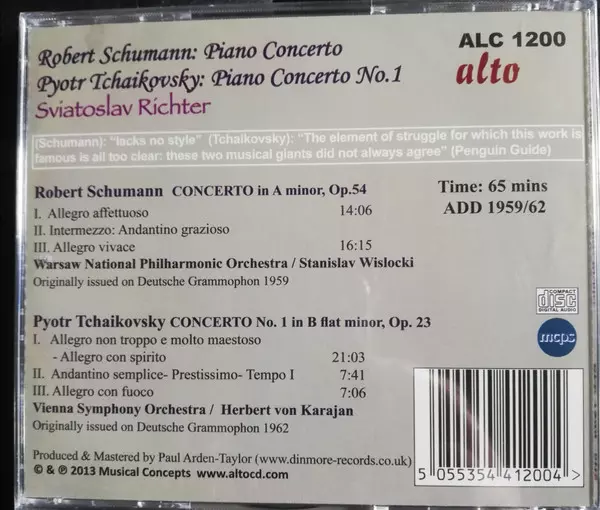 Robert Schumann: Piano Concerto
Pyotr Tchaikovsky: Piano Concerto No.1
Sviatoslav Richter
ALC 1200
alto
(Schumann): "lacks no style" (Tchaikovsky): "The element of struggle for which this work is
famous is all too clear: these two musical giants did not always agree" (Penguin Guide)
Robert Schumann CONCERTO in A minor, Op.54
I. Allegro affettuoso 14:06
II. Intermezzo: Andantino grazioso
III. Allegro vivace 16:15
Warsaw National Philharmonic Orchestra / Stanislav Wislocki
Originally issued on Deutsche Grammophon 1959
Time: 65 mins
ADD 1959/62
Pyotr Tchaikovsky CONCERTO No. 1 in B flat minor, Op. 23
I. Allegro non troppo e molto maestoso
- Allegro con spirito 21:03
II. Andantino semplice- Prestissimo- Tempo I 7:41
III. Allegro con fuoco 7:06
Vienna Symphony Orchestra / Herbert von Karajan
Originally issued on Deutsche Grammophon 1962
COMPACT
disc
DIGITAL AUDIO
mcps
Produced & Mastered by Paul Arden-Taylor (www.dinmore-records.co.uk)
© & ℗ 2013 Musical Concepts www.altocd.com
5 055354 412004 >